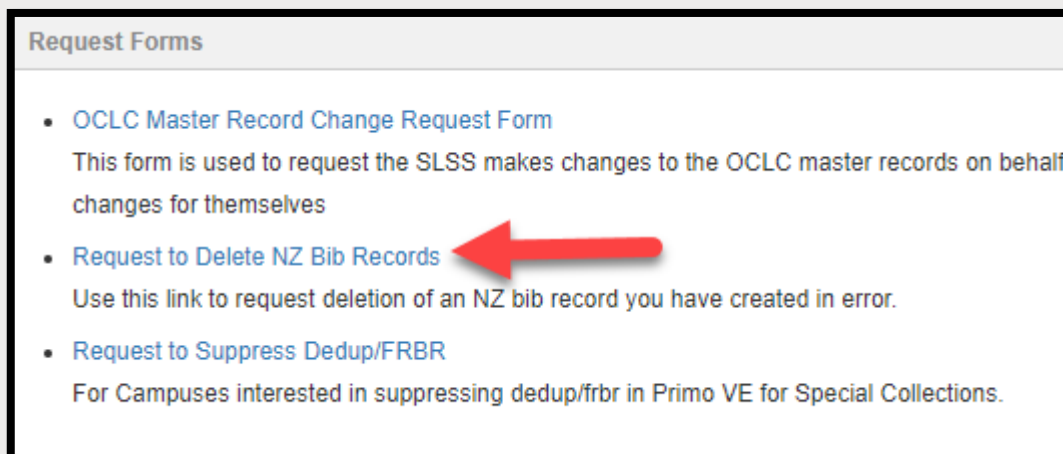 Request Forms
OCLC Master Record Change Request Form
This form is used to request the SLSS makes changes to the OCLC master records on behalf
changes for themselves
Request to Delete NZ Bib Records
Use this link to request deletion of an NZ bib record you have created in error.
Request to Suppress Dedup/FRBR
For Campuses interested in suppressing dedup/frbr in Primo VE for Special Collections.